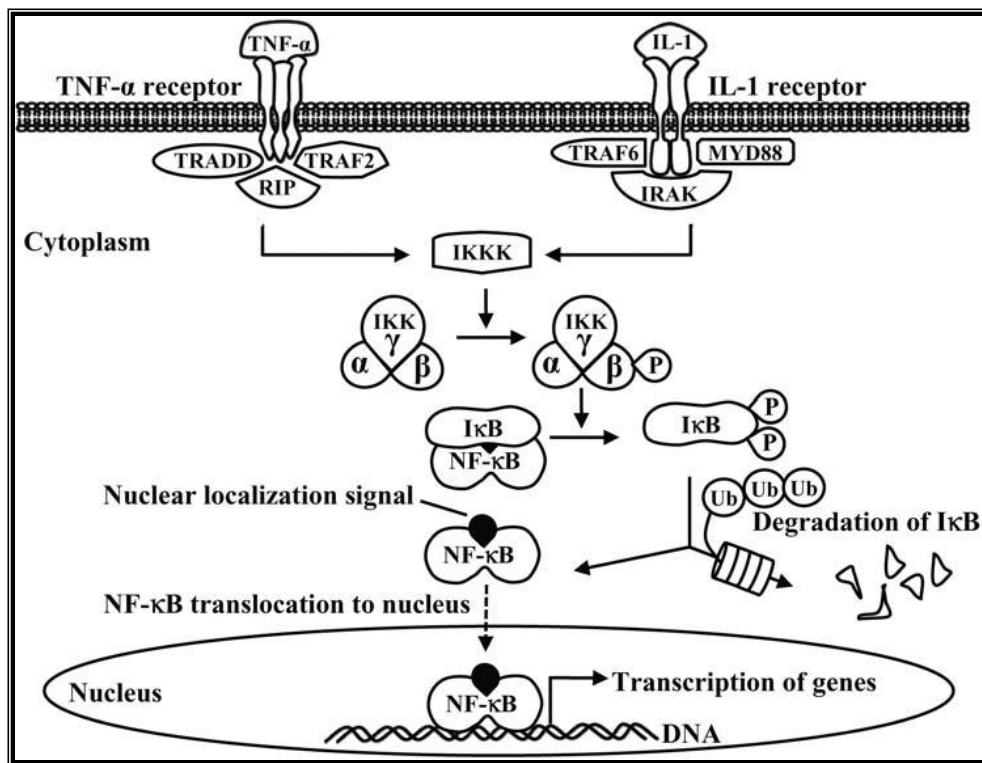 TNF-α
IL-1
TNF-α receptor
IL-1 receptor
TRADD
TRAF2
RIP
TRAF6
MYD88
IRAK
Cytoplasm
IKKK
IKK
γ
α
β
IKK
γ
α
β
P
IκB
NF-κB
IκB
P
P
Nuclear localization signal
Ub
Ub
Ub
Degradation of IκB
NF-κB
NF-κB translocation to nucleus
Nucleus
NF-κB
Transcription of genes
DNA